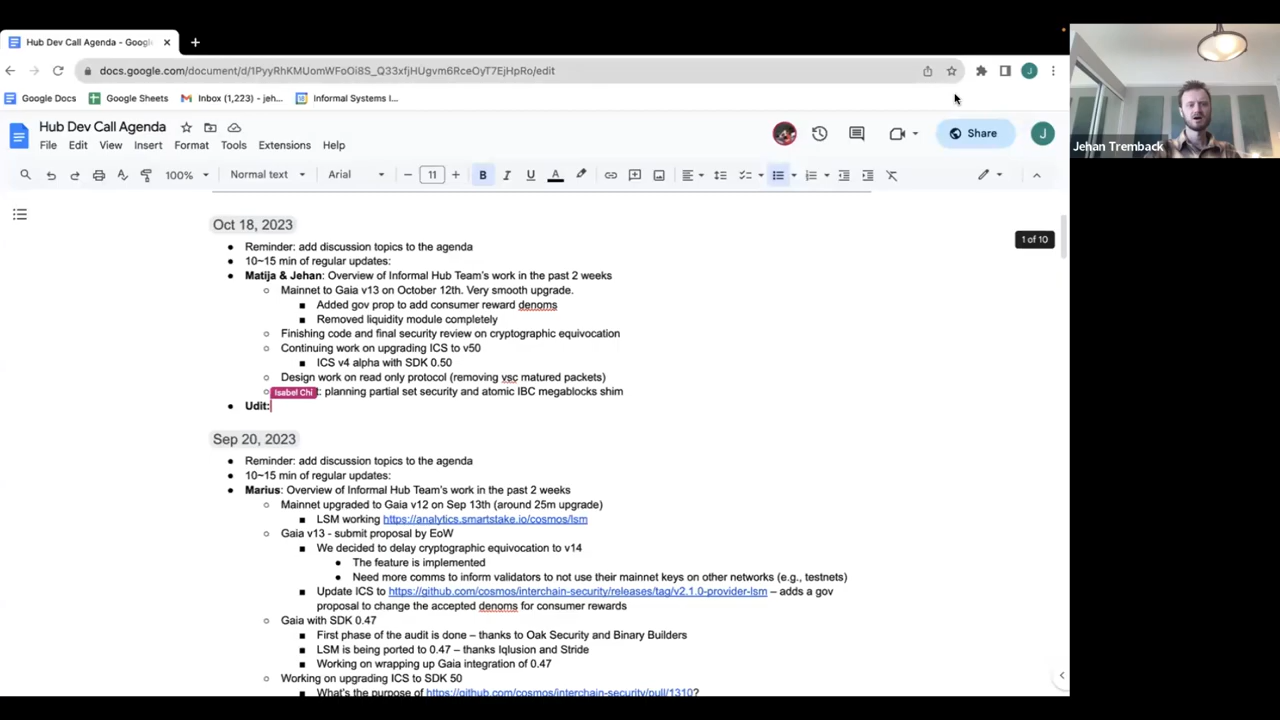 Hub Dev Call Agenda - Googl
docs.google.com/document/d/1PyyRhKMUomWFoOi8S_Q33xfjHUgvm6RceOyT7EjHpRo/edit
Google Docs Google Sheets Inbox (1,223) - jeh... Informal Systems I...
Jehan Tremback
Hub Dev Call Agenda
Share
J
File Edit View Insert Format Tools Extensions Help
100% Normal text Arial 11 B I U A
Oct 18, 2023
1 of 10
Reminder: add discussion topics to the agenda
10~15 min of regular updates:
Matija & Jehan: Overview of Informal Hub Team's work in the past 2 weeks
Mainnet to Gaia v13 on October 12th. Very smooth upgrade.
Added gov prop to add consumer reward denoms
Removed liquidity module completely
Finishing code and final security review on cryptographic equivocation
Continuing work on upgrading ICS to v50
ICS v4 alpha with SDK 0.50
Design work on read only protocol (removing vsc matured packets)
Isabel Chi : planning partial set security and atomic IBC megablocks shim
Udit:
Sep 20, 2023
Reminder: add discussion topics to the agenda
10~15 min of regular updates:
Marius: Overview of Informal Hub Team's work in the past 2 weeks
Mainnet upgraded to Gaia v12 on Sep 13th (around 25m upgrade)
LSM working https://analytics.smartstake.io/cosmos/lsm
Gaia v13 - submit proposal by EoW
We decided to delay cryptographic equivocation to v14
The feature is implemented
Need more comms to inform validators to not use their mainnet keys on other networks (e.g., testnets)
Update ICS to https://github.com/cosmos/interchain-security/releases/tag/v2.1.0-provider-lsm – adds a gov
proposal to change the accepted denoms for consumer rewards
Gaia with SDK 0.47
First phase of the audit is done – thanks to Oak Security and Binary Builders
LSM is being ported to 0.47 – thanks Iqlusion and Stride
Working on wrapping up Gaia integration of 0.47
Working on upgrading ICS to SDK 50
What's the purpose of https://github.com/cosmos/interchain-security/pull/1310?